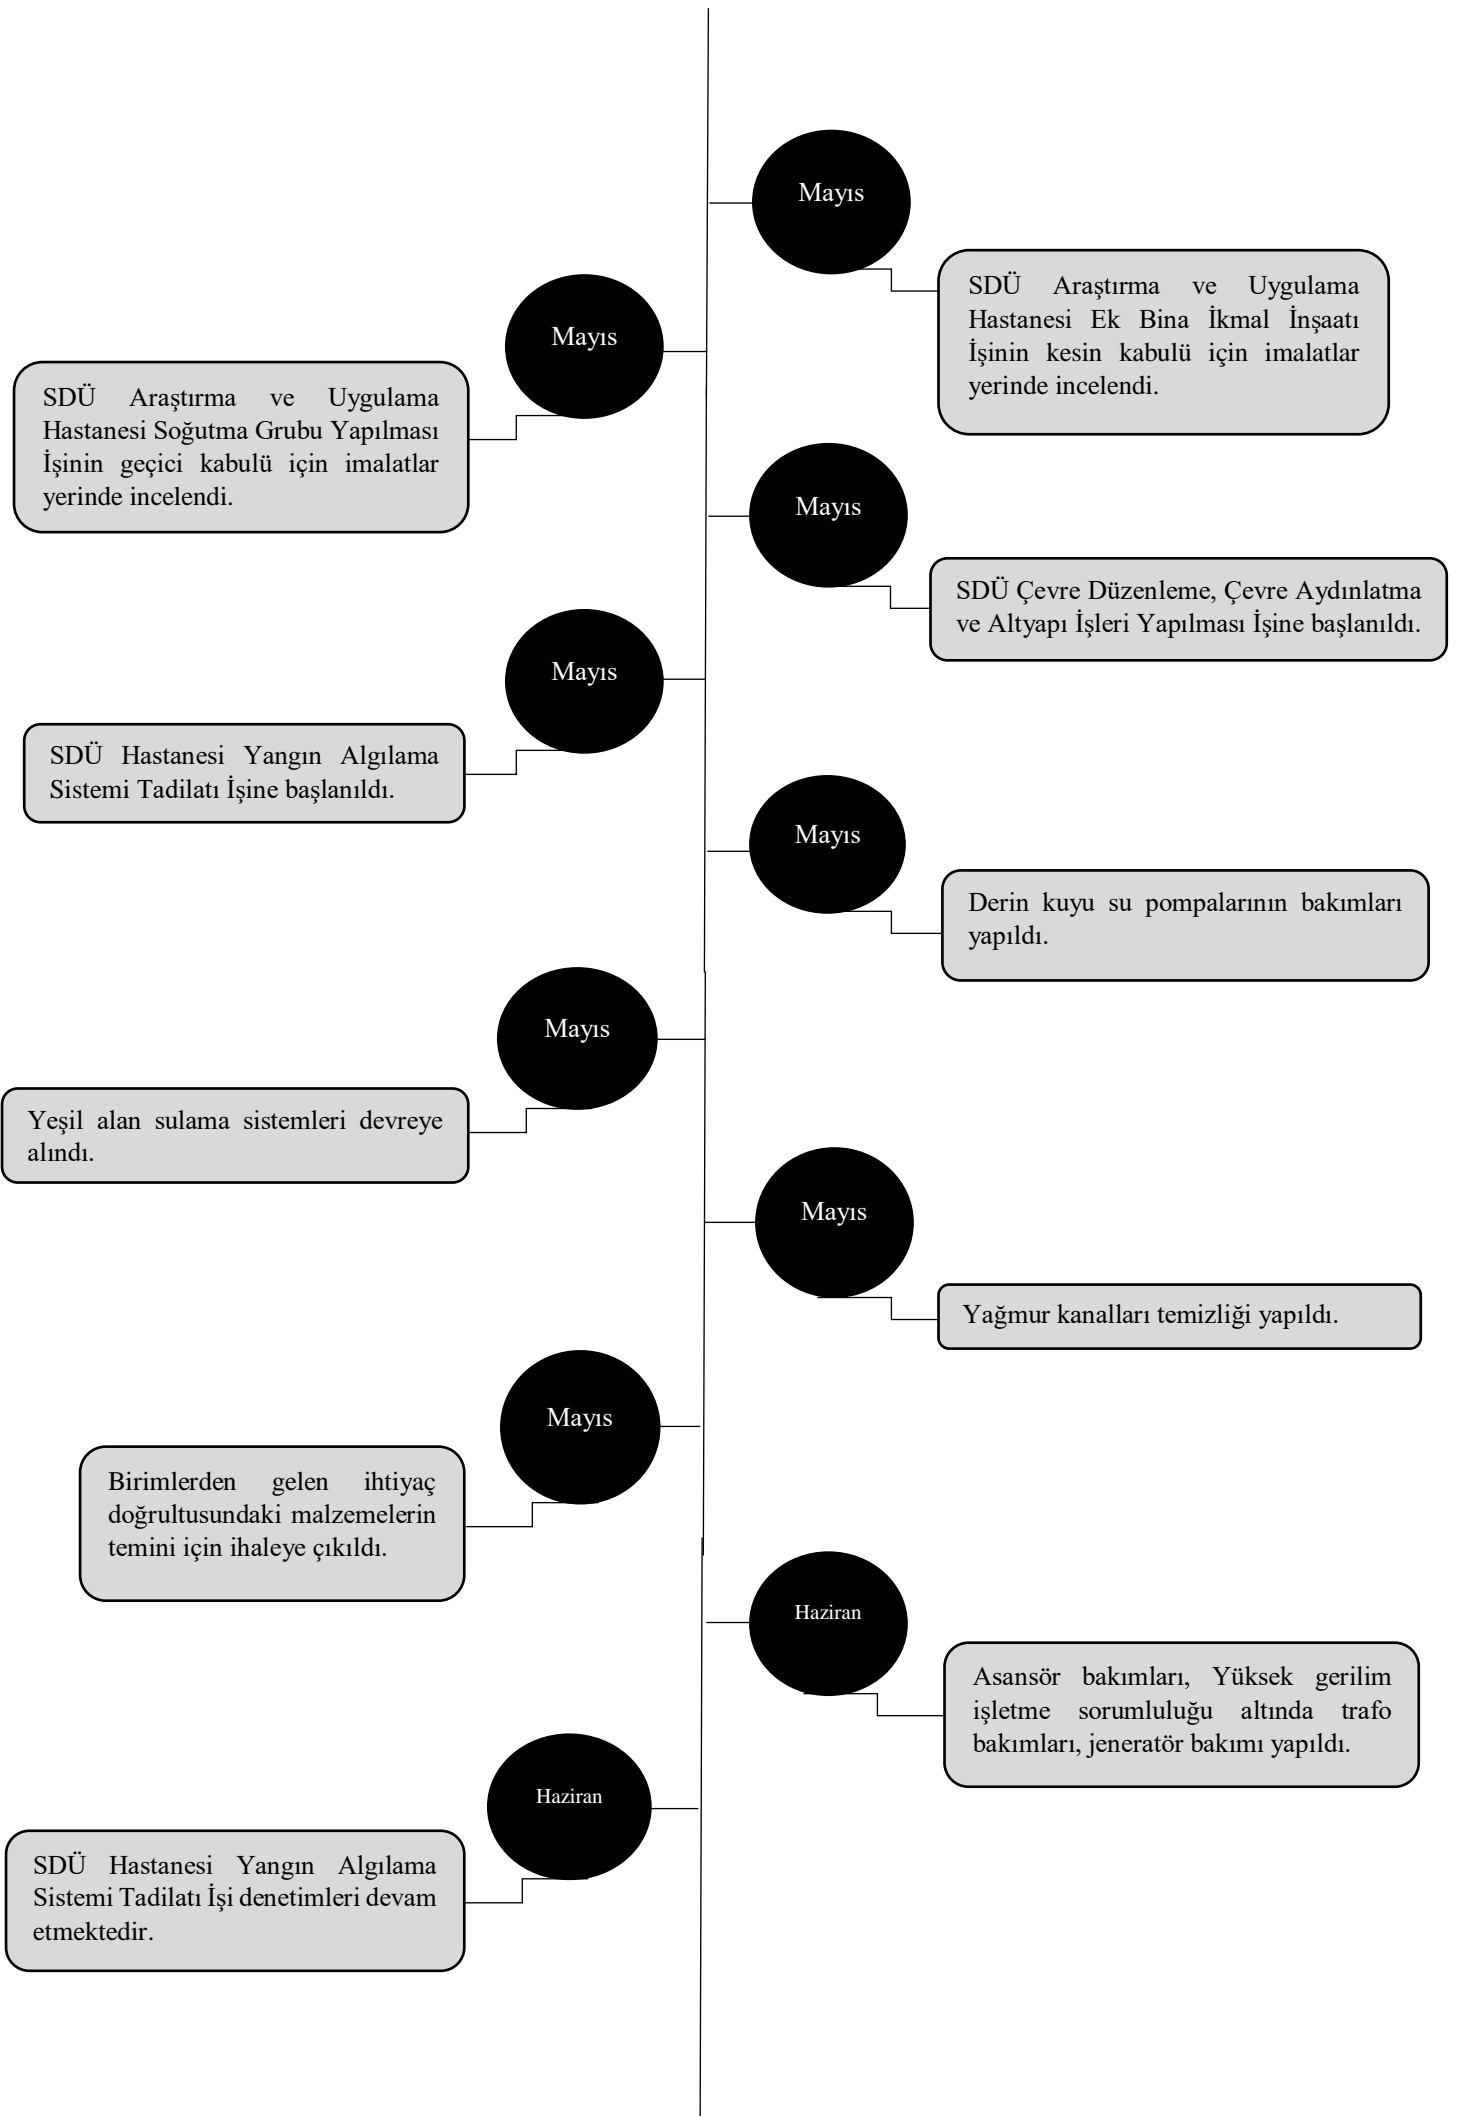 Mayıs
SDÜ Araştırma ve Uygulama
Hastanesi Ek Bina İkmal İnşaatı
İşinin kesin kabulü için imalatlar
yerinde incelendi.
Mayıs
SDÜ Araştırma ve Uygulama
Hastanesi Soğutma Grubu Yapılması
İşinin geçici kabulü için imalatlar
yerinde incelendi.
Mayıs
SDÜ Çevre Düzenleme, Çevre Aydınlatma
ve Altyapı İşleri Yapılması İşine başlanıldı.
Mayıs
SDÜ Hastanesi Yangın Algılama
Sistemi Tadilatı İşine başlanıldı.
Mayıs
Derin kuyu su pompalarının bakımları
yapıldı.
Mayıs
Yeşil alan sulama sistemleri devreye
alındı.
Mayıs
Yağmur kanalları temizliği yapıldı.
Mayıs
Birimlerden gelen ihtiyaç
doğrultusundaki malzemelerin
temini için ihaleye çıkıldı.
Haziran
Asansör bakımları, Yüksek gerilim
işletme sorumluluğu altında trafo
bakımları, jeneratör bakımı yapıldı.
Haziran
SDÜ Hastanesi Yangın Algılama
Sistemi Tadilatı İşi denetimleri devam
etmektedir.